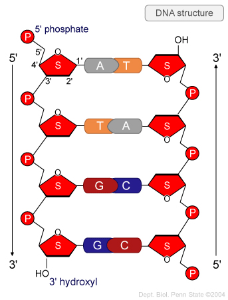 DNA structure
5' phosphate
P
OH
5'
5'
O
O
3'
4'
S
1'
A T
S
3'
2'
P
P
O
O
S
T A
S
P
P
O
O
S
G C
S
P
P
O
O
S
G C
S
P
3'
HO
5'
3' hydroxyl
Dept. Biol. Penn State ©2004